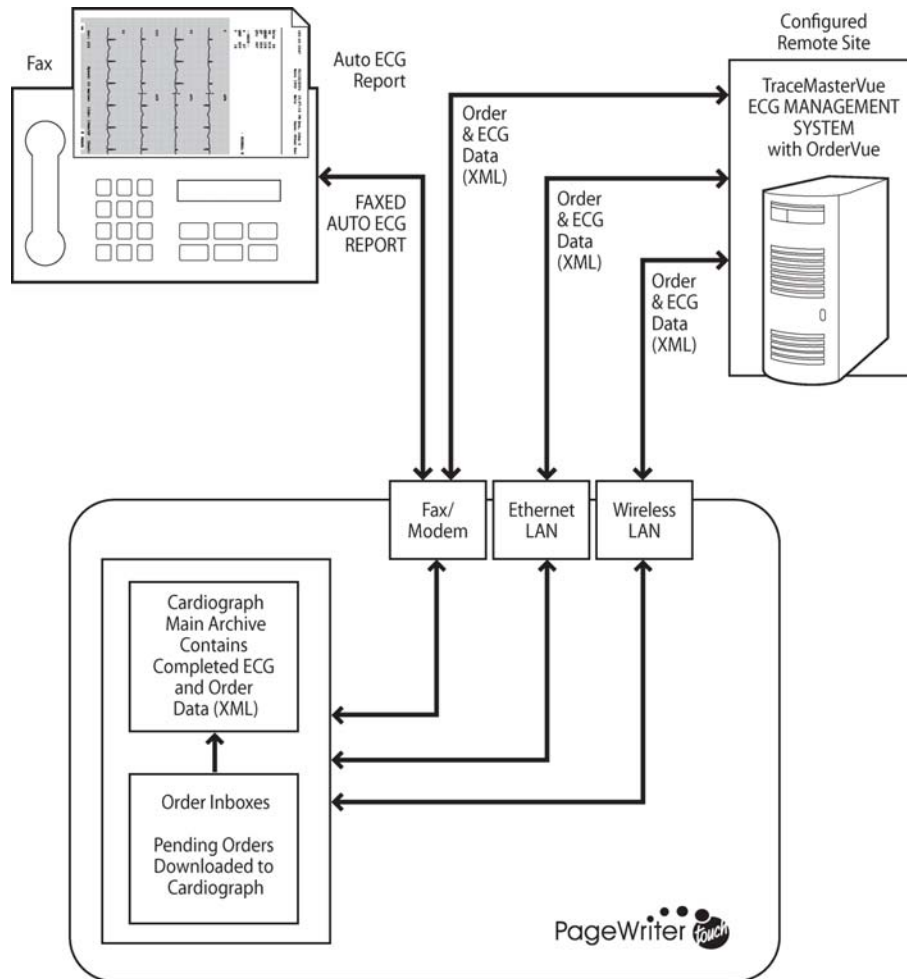 Fax
Auto ECG
Report
Configured
Remote Site
TraceMasterVue
ECG MANAGEMENT
SYSTEM
with OrderVue
Order
& ECG
Data
(XML)
FAXED
AUTO ECG
REPORT
Order
& ECG
Data
(XML)
Order
& ECG
Data
(XML)
Fax/
Modem
Ethernet
LAN
Wireless
LAN
Cardiograph
Main Archive
Contains
Completed ECG
and Order
Data (XML)
Order Inboxes
Pending Orders
Downloaded to
Cardiograph
PageWriter touch